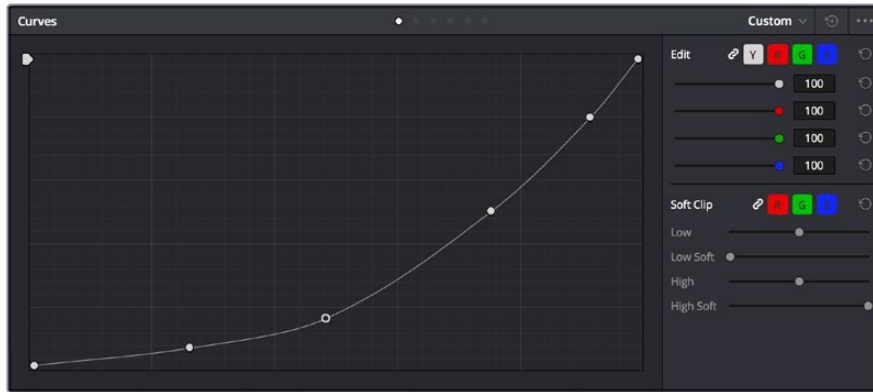 Curves
Custom
Edit
Y R G B
100
100
100
100
Soft Clip
R G B
Low
Low Soft
High
High Soft